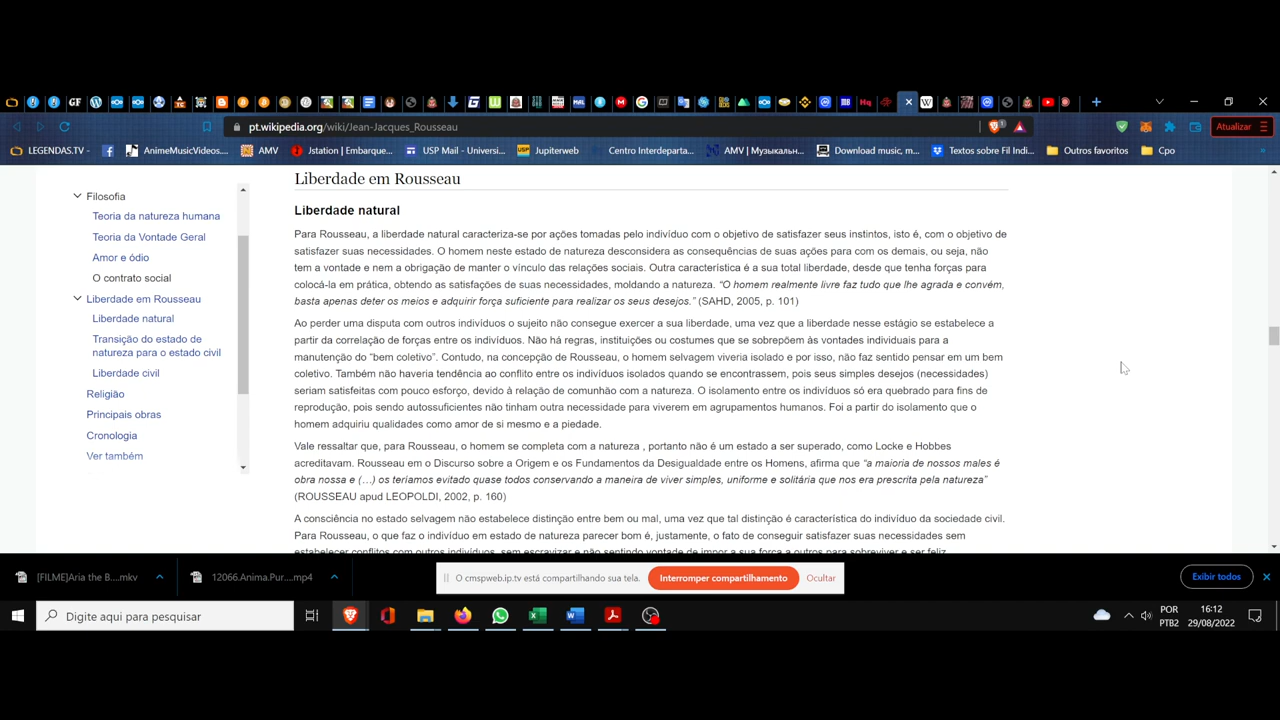 pt.wikipedia.org/wiki/Jean-Jacques_Rousseau
Atualizar
LEGENDAS.TV
AnimeMusicVideos...
AMV
Jstation | Embarque...
USP Mail - Universi...
Jupiterweb
Centro Interdeparta...
AMV | Музыкальн...
Download music, m...
Textos sobre Fil Indi...
Outros favoritos
Cpo
Filosofia
Teoria da natureza humana
Teoria da Vontade Geral
Amor e ódio
O contrato social
Liberdade em Rousseau
Liberdade natural
Transição do estado de
natureza para o estado civil
Liberdade civil
Religião
Principais obras
Cronologia
Ver também
Liberdade em Rousseau
Liberdade natural
Para Rousseau, a liberdade natural caracteriza-se por ações tomadas pelo indivíduo com o objetivo de satisfazer seus instintos, isto é, com o objetivo de
satisfazer suas necessidades. O homem neste estado de natureza desconsidera as consequências de suas ações para com os demais, ou seja, não
tem a vontade e nem a obrigação de manter o vínculo das relações sociais. Outra característica é a sua total liberdade, desde que tenha forças para
colocá-la em prática, obtendo as satisfações de suas necessidades, moldando a natureza. “O homem realmente livre faz tudo que lhe agrada e convém,
basta apenas deter os meios e adquirir força suficiente para realizar os seus desejos.” (SAHD, 2005, p. 101)
Ao perder uma disputa com outros indivíduos o sujeito não consegue exercer a sua liberdade, uma vez que a liberdade nesse estágio se estabelece a
partir da correlação de forças entre os indivíduos. Não há regras, instituições ou costumes que se sobrepõem às vontades individuais para a
manutenção do “bem coletivo”. Contudo, na concepção de Rousseau, o homem selvagem viveria isolado e por isso, não faz sentido pensar em um bem
coletivo. Também não haveria tendência ao conflito entre os indivíduos isolados quando se encontrassem, pois seus simples desejos (necessidades)
seriam satisfeitas com pouco esforço, devido à relação de comunhão com a natureza. O isolamento entre os indivíduos só era quebrado para fins de
reprodução, pois sendo autossuficientes não tinham outra necessidade para viverem em agrupamentos humanos. Foi a partir do isolamento que o
homem adquiriu qualidades como amor de si mesmo e a piedade.
Vale ressaltar que, para Rousseau, o homem se completa com a natureza , portanto não é um estado a ser superado, como Locke e Hobbes
acreditavam. Rousseau em o Discurso sobre a Origem e os Fundamentos da Desigualdade entre os Homens, afirma que “a maioria de nossos males é
obra nossa e (…) os teríamos evitado quase todos conservando a maneira de viver simples, uniforme e solitária que nos era prescrita pela natureza”
(ROUSSEAU apud LEOPOLDI, 2002, p. 160)
A consciência no estado selvagem não estabelece distinção entre bem ou mal, uma vez que tal distinção é característica do indivíduo da sociedade civil.
Para Rousseau, o que faz o indivíduo em estado de natureza parecer bom é, justamente, o fato de conseguir satisfazer suas necessidades sem
estabelecer conflitos com outros indivíduos, sem escravizar e não sentindo vontade de impor a sua força a outros para sobreviver e ser feliz.
[FILME]Aria the B....mkv
12066.Anima.Pur....mp4
O cmspweb.ip.tv está compartilhando sua tela.
Interromper compartilhamento
Ocultar
Exibir todos
Digite aqui para pesquisar
POR
PTB2
16:12
29/08/2022